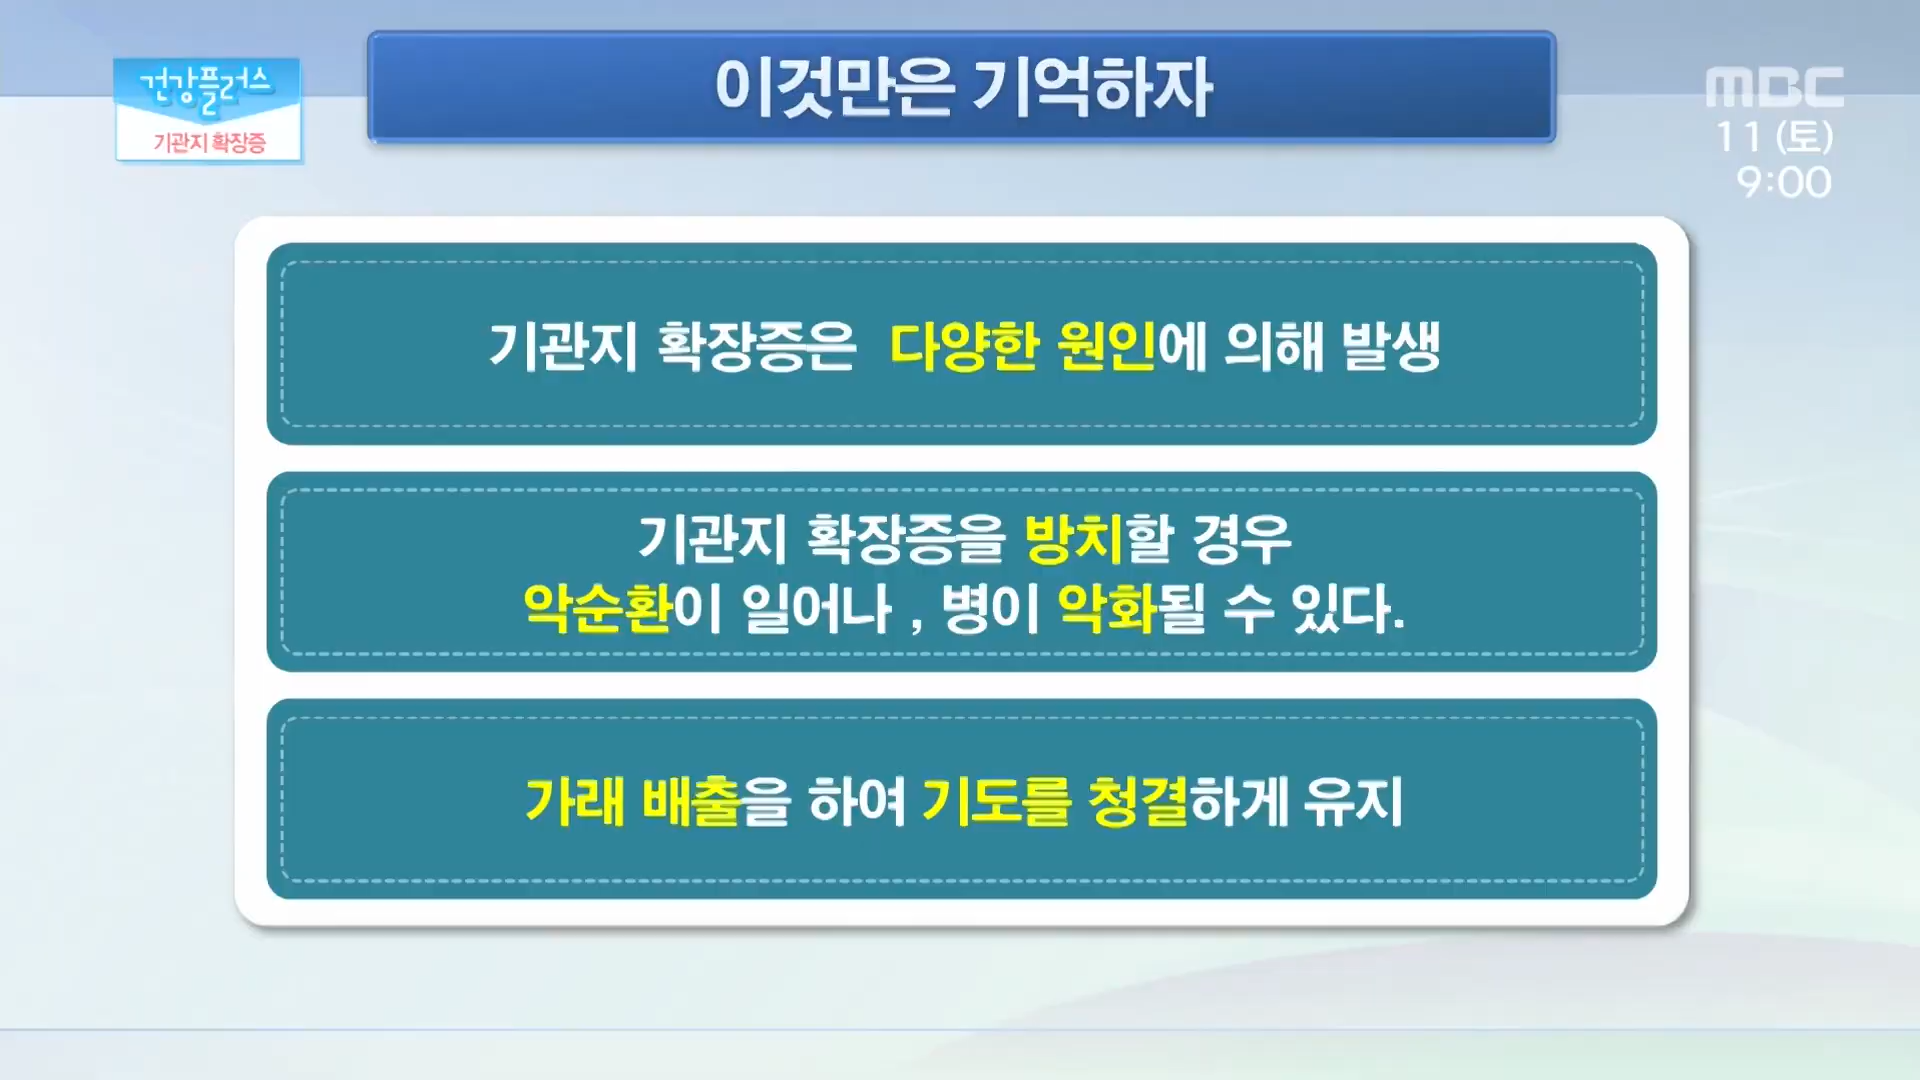 이것만은 기억하자
건강플러스
기관지 확장증
MBC
11 (토)
9:00
기관지 확장증은 다양한 원인에 의해 발생
기관지 확장증을 방치할 경우
악순환이 일어나 , 병이 악화될 수 있다.
가래 배출을 하여 기도를 청결하게 유지